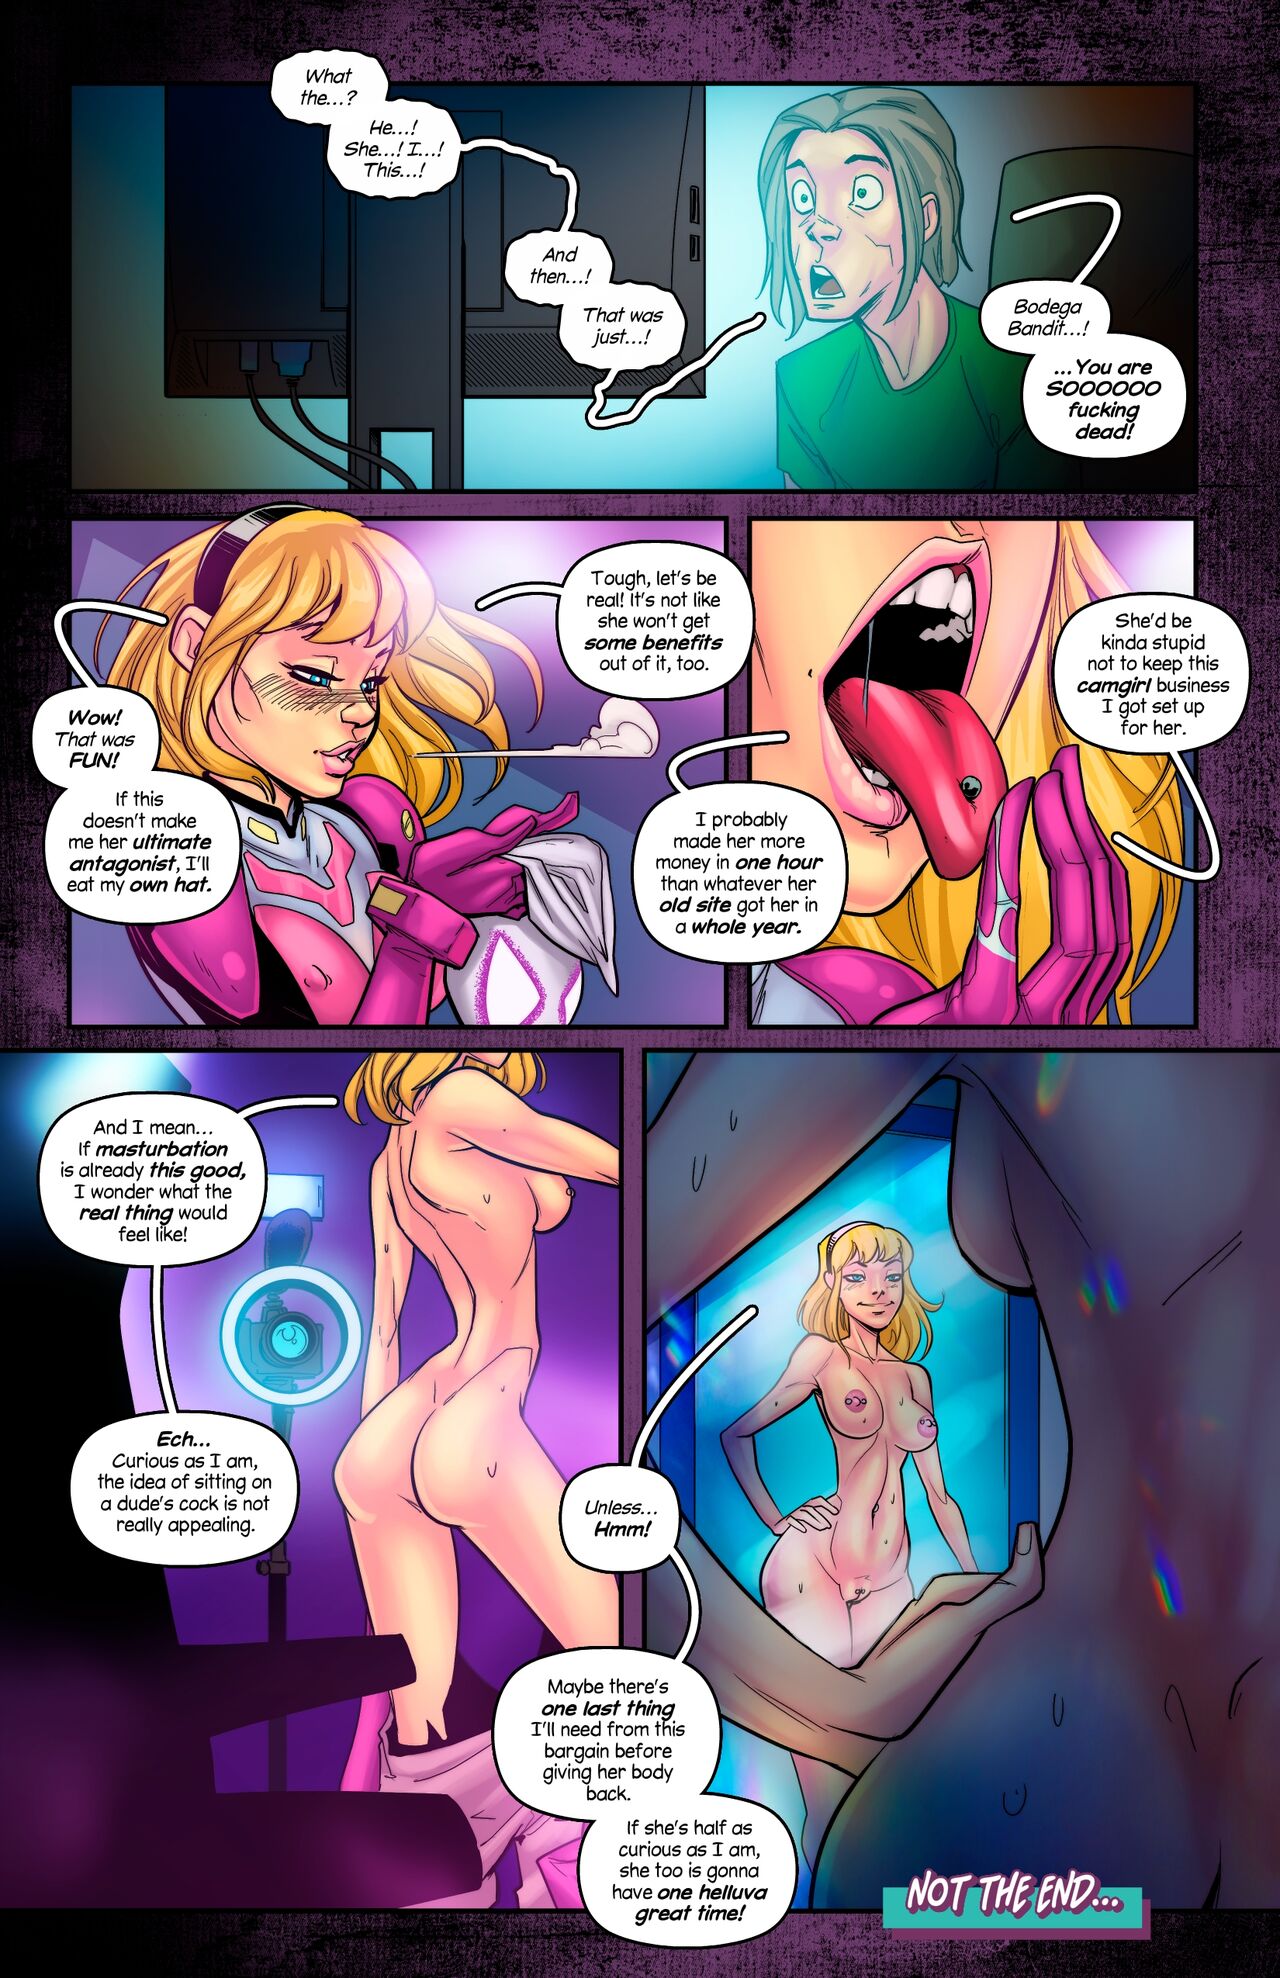 What
the...?
He...!
She...! I...!
This...!
And
then...!
That was
just...!
Bodega
Bandit...!
...You are
SOOOOOO
fucking
dead!
Wow!
That was
FUN!
If this
doesn't make
me her ultimate
antagonist, I'll
eat my own hat.
Tough, let's be
real! It's not like
she won't get
some benefits
out of it, too.
I probably
made her more
money in one hour
than whatever her
old site got her in
a whole year.
She'd be
kinda stupid
not to keep this
camgirl business
I got set up
for her.
And I mean...
If masturbation
is already this good,
I wonder what the
real thing would
feel like!
Ech...
Curious as I am,
the idea of sitting on
a dude's cock is not
really appealing.
Unless...
Hmm!
Maybe there's
one last thing
I'll need from this
bargain before
giving her body
back.
If she's half as
curious as I am,
she too is gonna
have one helluva
great time!
NOT THE END...